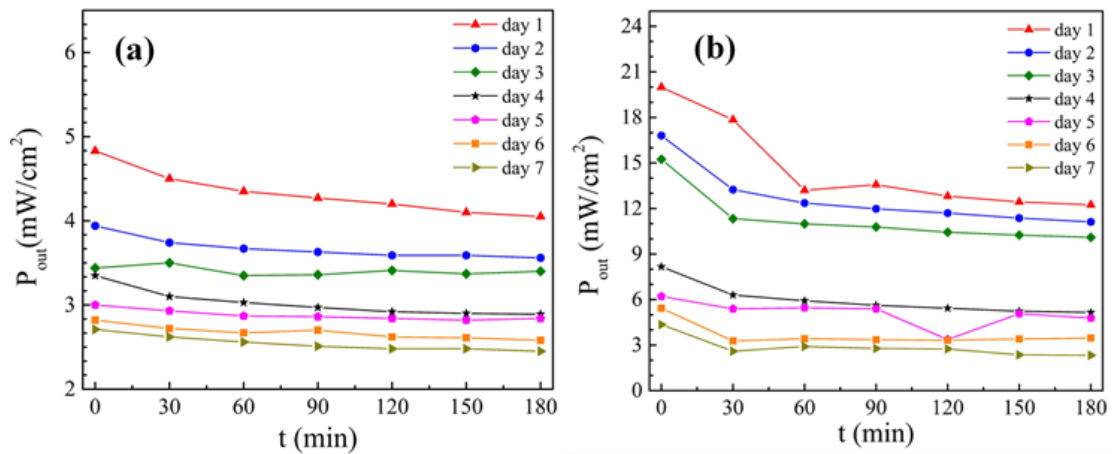 (a)
day 1
day 2
day 3
day 4
day 5
day 6
day 7
6
5
4
3
2
P_out(mW/cm²)
0 30 60 90 120 150 180
t (min)
(b)
day 1
day 2
day 3
day 4
day 5
day 6
day 7
24
21
18
15
12
9
6
3
0
P_out (mW/cm²)
0 30 60 90 120 150 180
t (min)